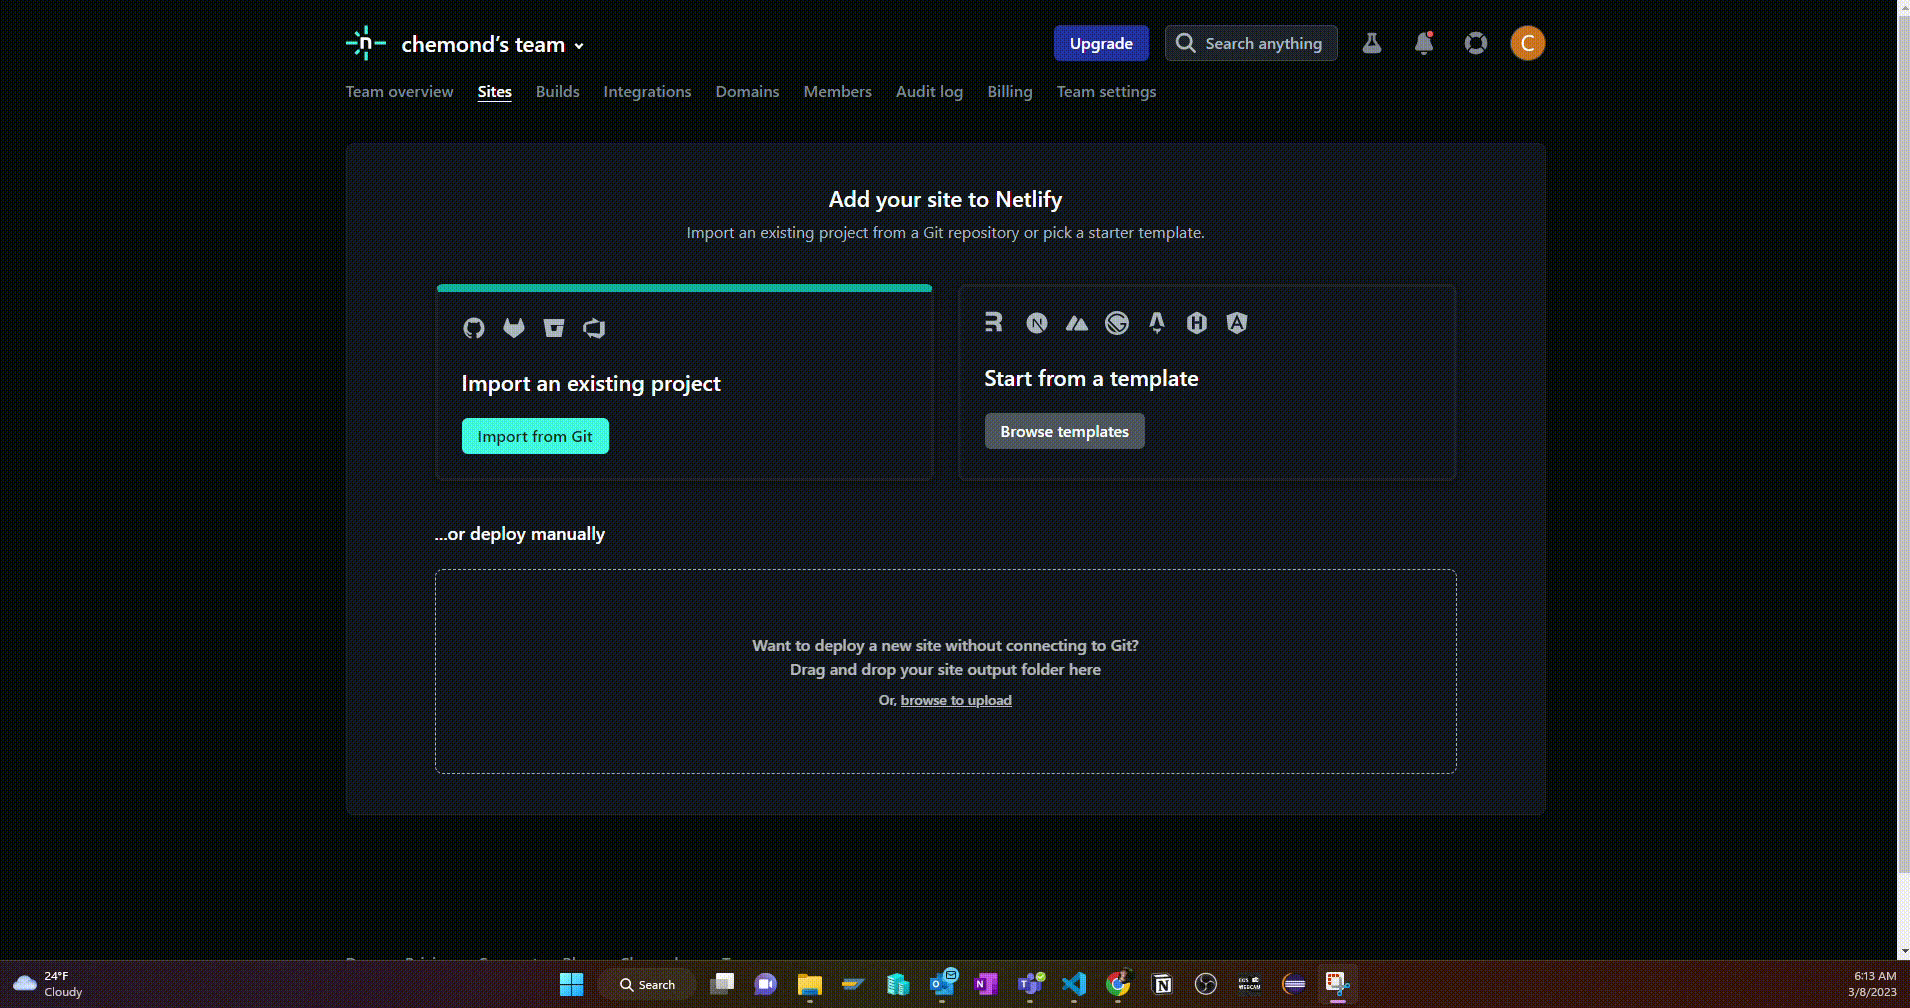 chemond's team
Upgrade
Search anything
C
Team overview Sites Builds Integrations Domains Members Audit log Billing Team settings
Add your site to Netlify
Import an existing project from a Git repository or pick a starter template.
Import an existing project
Import from Git
Start from a template
Browse templates
...or deploy manually
Want to deploy a new site without connecting to Git?
Drag and drop your site output folder here
Or, browse to upload
24°F
Cloudy
Search
6:13 AM
3/8/2023